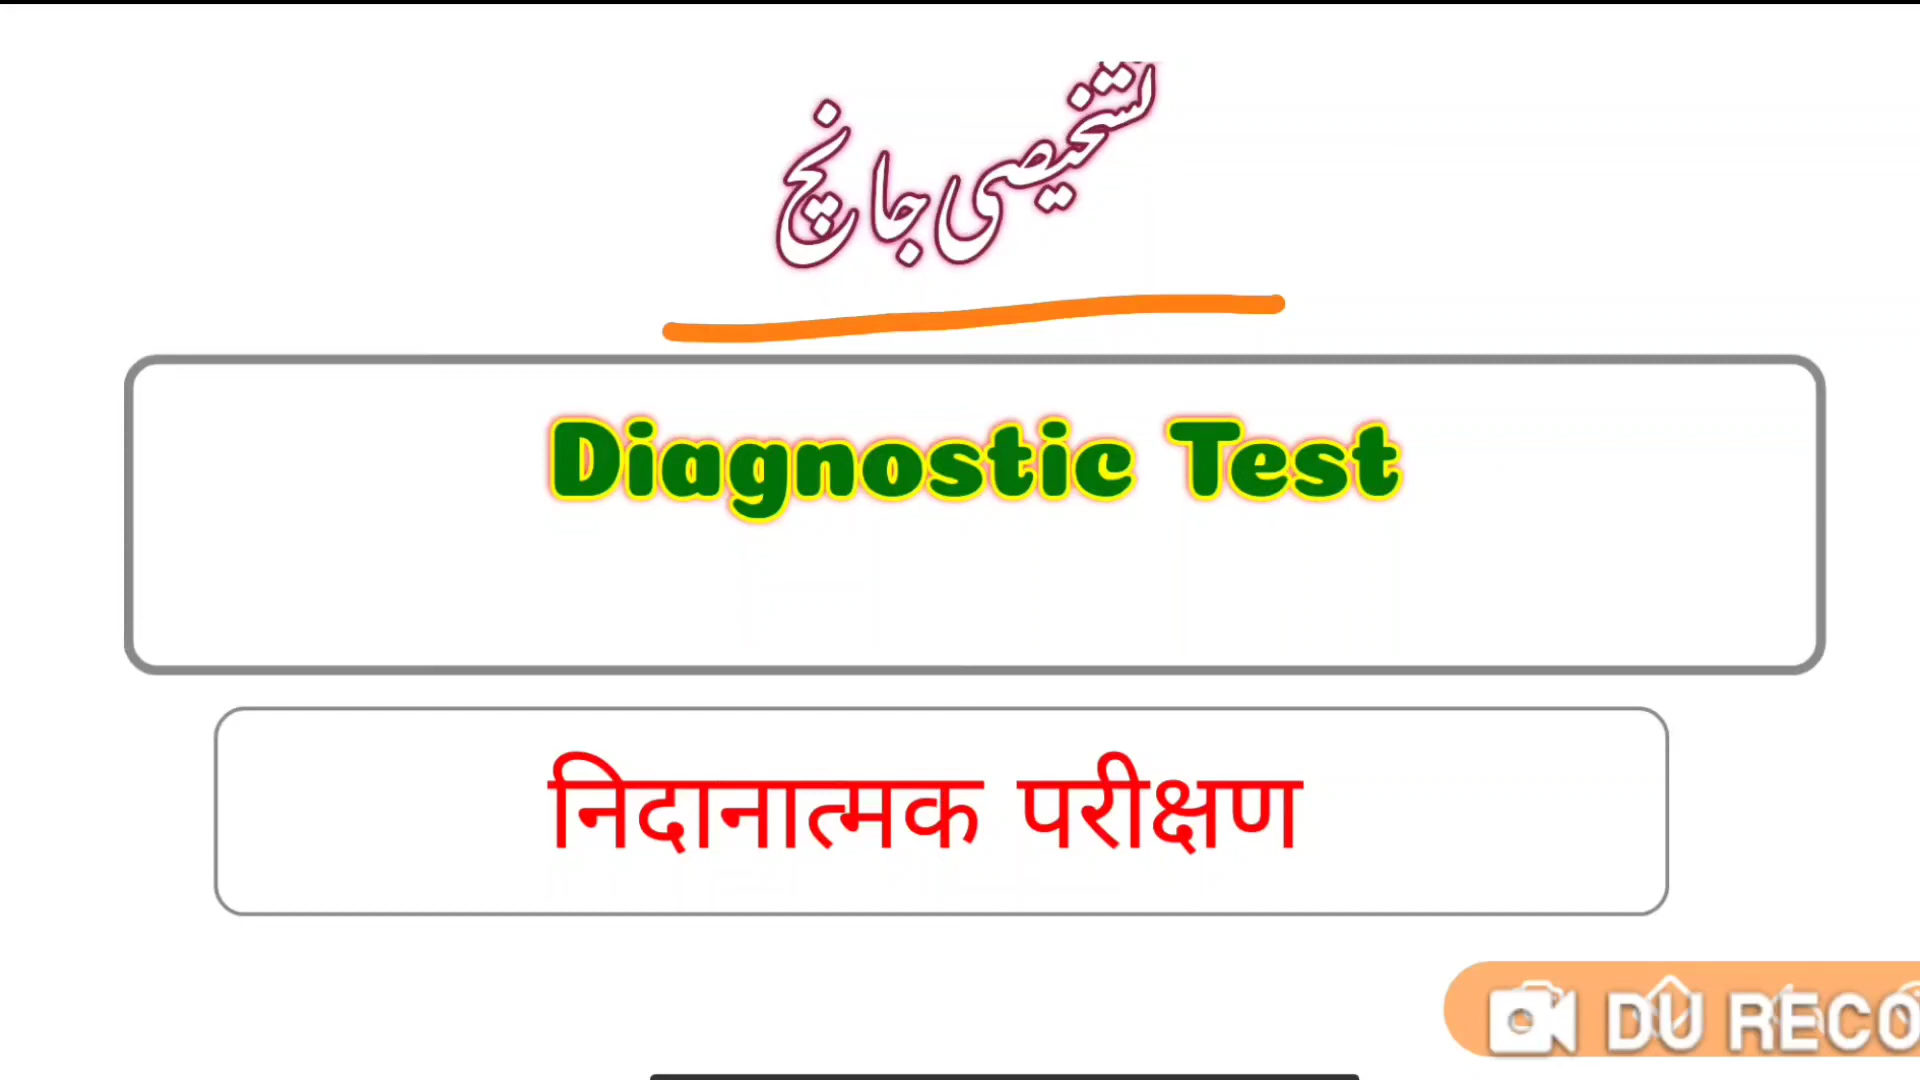 تشخیصی جانچ
Diagnostic Test
निदानात्मक परीक्षण
DU RECO